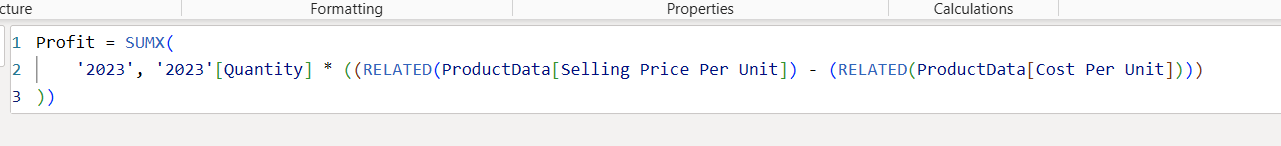 cture Formatting Properties Calculations
1 Profit = SUMX(
2 '2023', '2023'[Quantity] * ((RELATED(ProductData[Selling Price Per Unit]) - (RELATED(ProductData[Cost Per Unit])))
3 ))